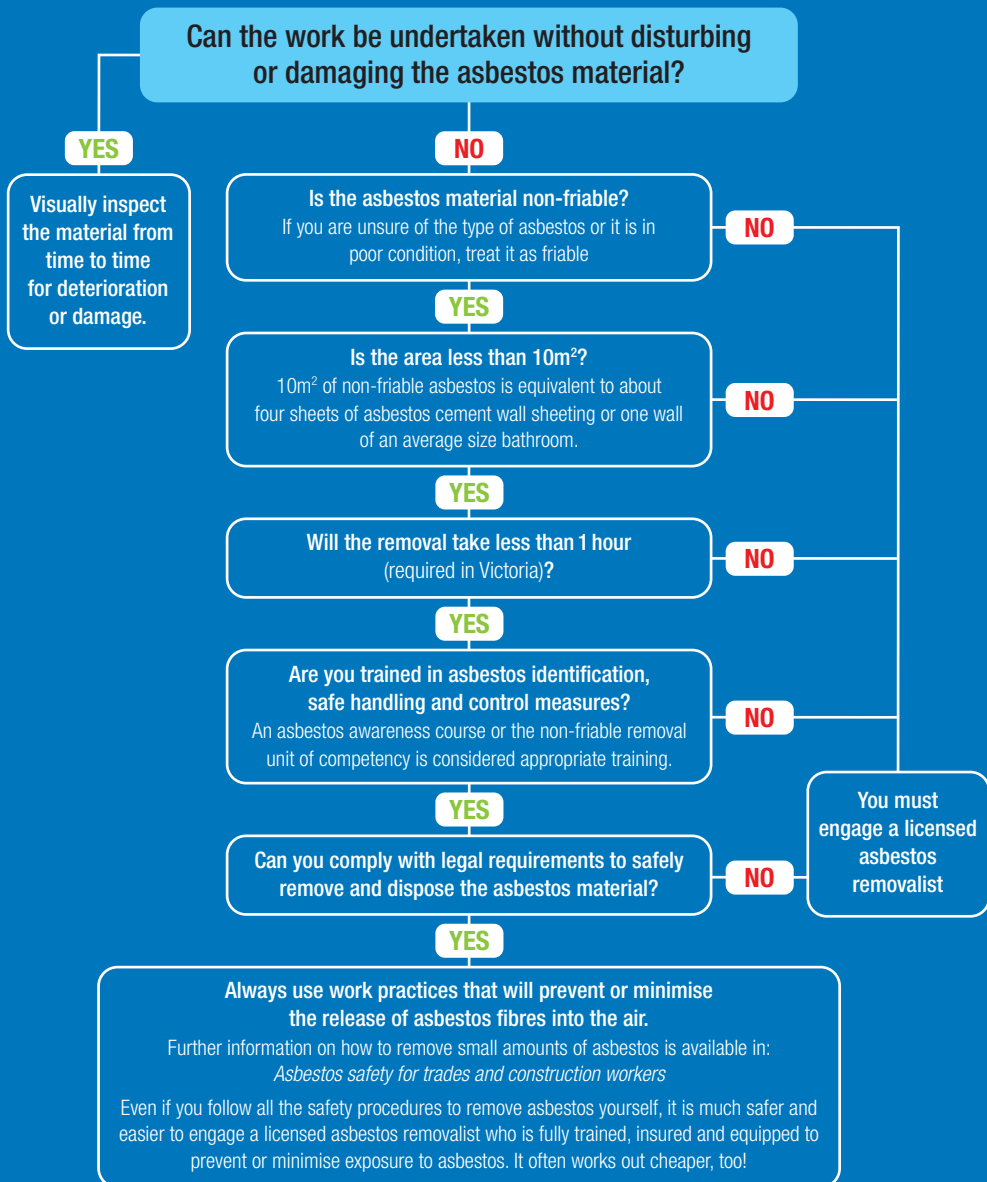 Can the work be undertaken without disturbing
or damaging the asbestos material?
YES
NO
Visually inspect
the material from
time to time
for deterioration
or damage.
Is the asbestos material non-friable?
If you are unsure of the type of asbestos or it is in
poor condition, treat it as friable
NO
YES
Is the area less than 10m²?
10m² of non-friable asbestos is equivalent to about
four sheets of asbestos cement wall sheeting or one wall
of an average size bathroom.
NO
YES
Will the removal take less than 1 hour
(required in Victoria)?
NO
YES
Are you trained in asbestos identification,
safe handling and control measures?
An asbestos awareness course or the non-friable removal
unit of competency is considered appropriate training.
NO
YES
You must
engage a licensed
asbestos
removalist
Can you comply with legal requirements to safely
remove and dispose the asbestos material?
NO
YES
Always use work practices that will prevent or minimise
the release of asbestos fibres into the air.
Further information on how to remove small amounts of asbestos is available in:
Asbestos safety for trades and construction workers
Even if you follow all the safety procedures to remove asbestos yourself, it is much safer and
easier to engage a licensed asbestos removalist who is fully trained, insured and equipped to
prevent or minimise exposure to asbestos. It often works out cheaper, too!